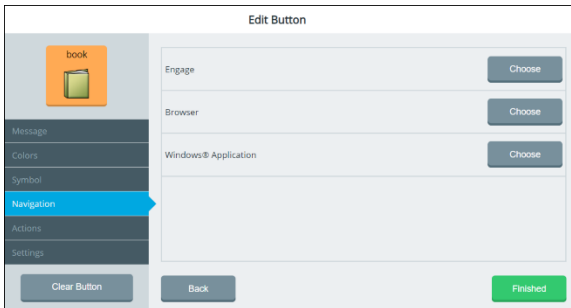 Edit Button
book
Message
Colors
Symbol
Navigation
Actions
Settings
Clear Button
Engage
Choose
Browser
Choose
Windows® Application
Choose
Back
Finished